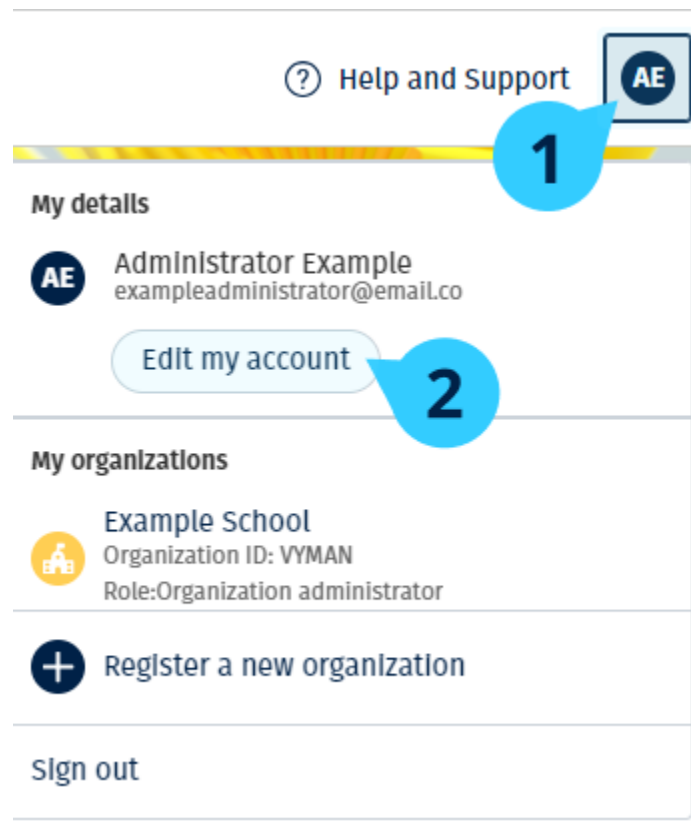 ? Help and Support AE
1
My details
AE Administrator Example
exampleadministrator@email.co
Edit my account
2
My organizations
Example School
Organization ID: VYMAN
Role:Organization administrator
Register a new organization
Sign out